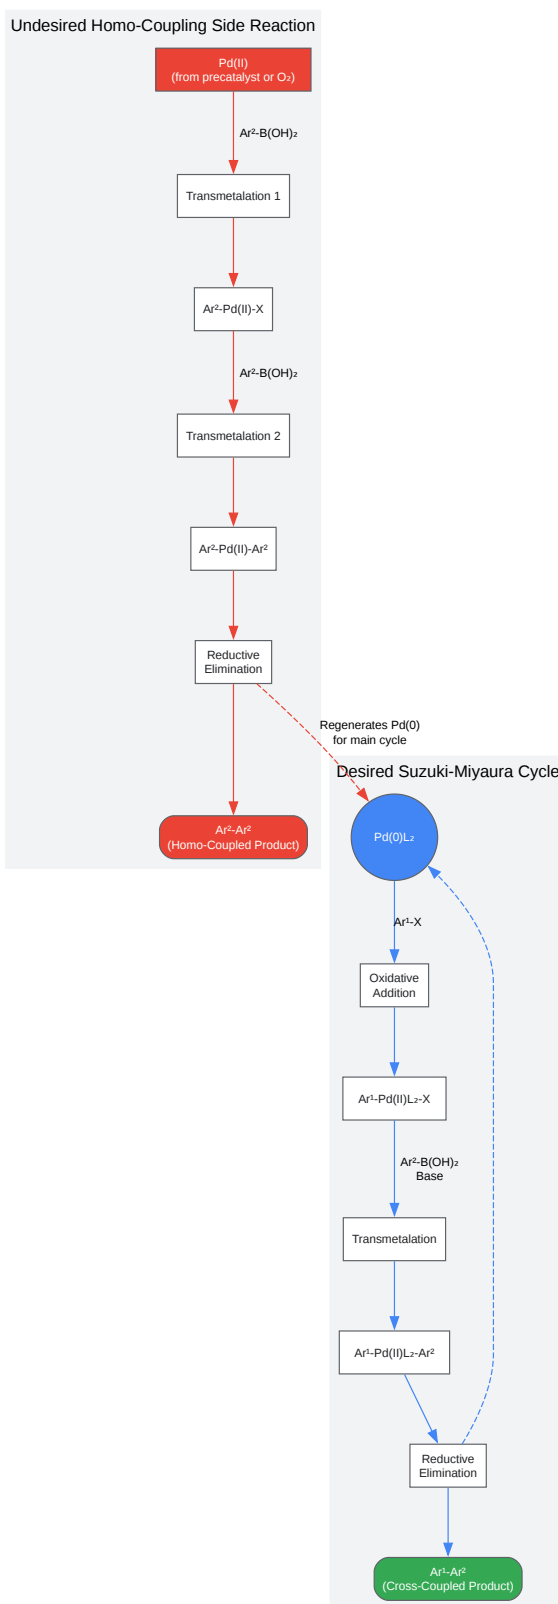 Undesired Homo-Coupling Side Reaction
Pd(II)
(from precatalyst or O₂)
Ar²-B(OH)₂
Transmetalation 1
Ar²-Pd(II)-X
Ar²-B(OH)₂
Transmetalation 2
Ar²-Pd(II)-Ar²
Reductive
Elimination
Regenerates Pd(0)
for main cycle
Ar²-Ar²
(Homo-Coupled Product)
Desired Suzuki-Miyaura Cycle
Pd(0)L₂
Ar¹-X
Oxidative
Addition
Ar¹-Pd(II)L₂-X
Ar²-B(OH)₂
Base
Transmetalation
Ar¹-Pd(II)L₂-Ar²
Reductive
Elimination
Ar¹-Ar²
(Cross-Coupled Product)